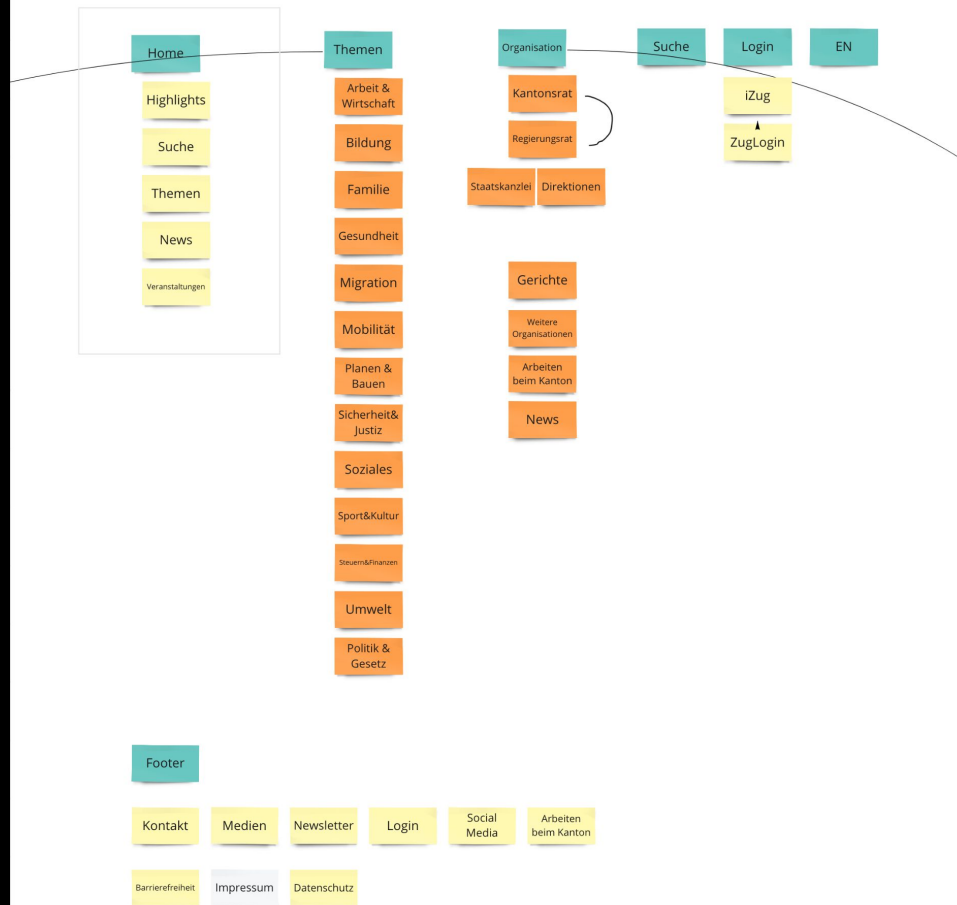 Home
Highlights
Suche
Themen
News
Veranstaltungen
Themen
Arbeit &
Wirtschaft
Bildung
Familie
Gesundheit
Migration
Mobilität
Planen &
Bauen
Sicherheit&
Justiz
Soziales
Sport&Kultur
Steuern&Finanzen
Umwelt
Politik &
Gesetz
Organisation
Kantonsrat
Regierungsrat
Staatskanzlei
Direktionen
Gerichte
Weitere
Organisationen
Arbeiten
beim Kanton
News
Suche
Login
iZug
ZugLogin
EN
Footer
Kontakt
Medien
Newsletter
Login
Social
Media
Arbeiten
beim Kanton
Barrierefreiheit
Impressum
Datenschutz